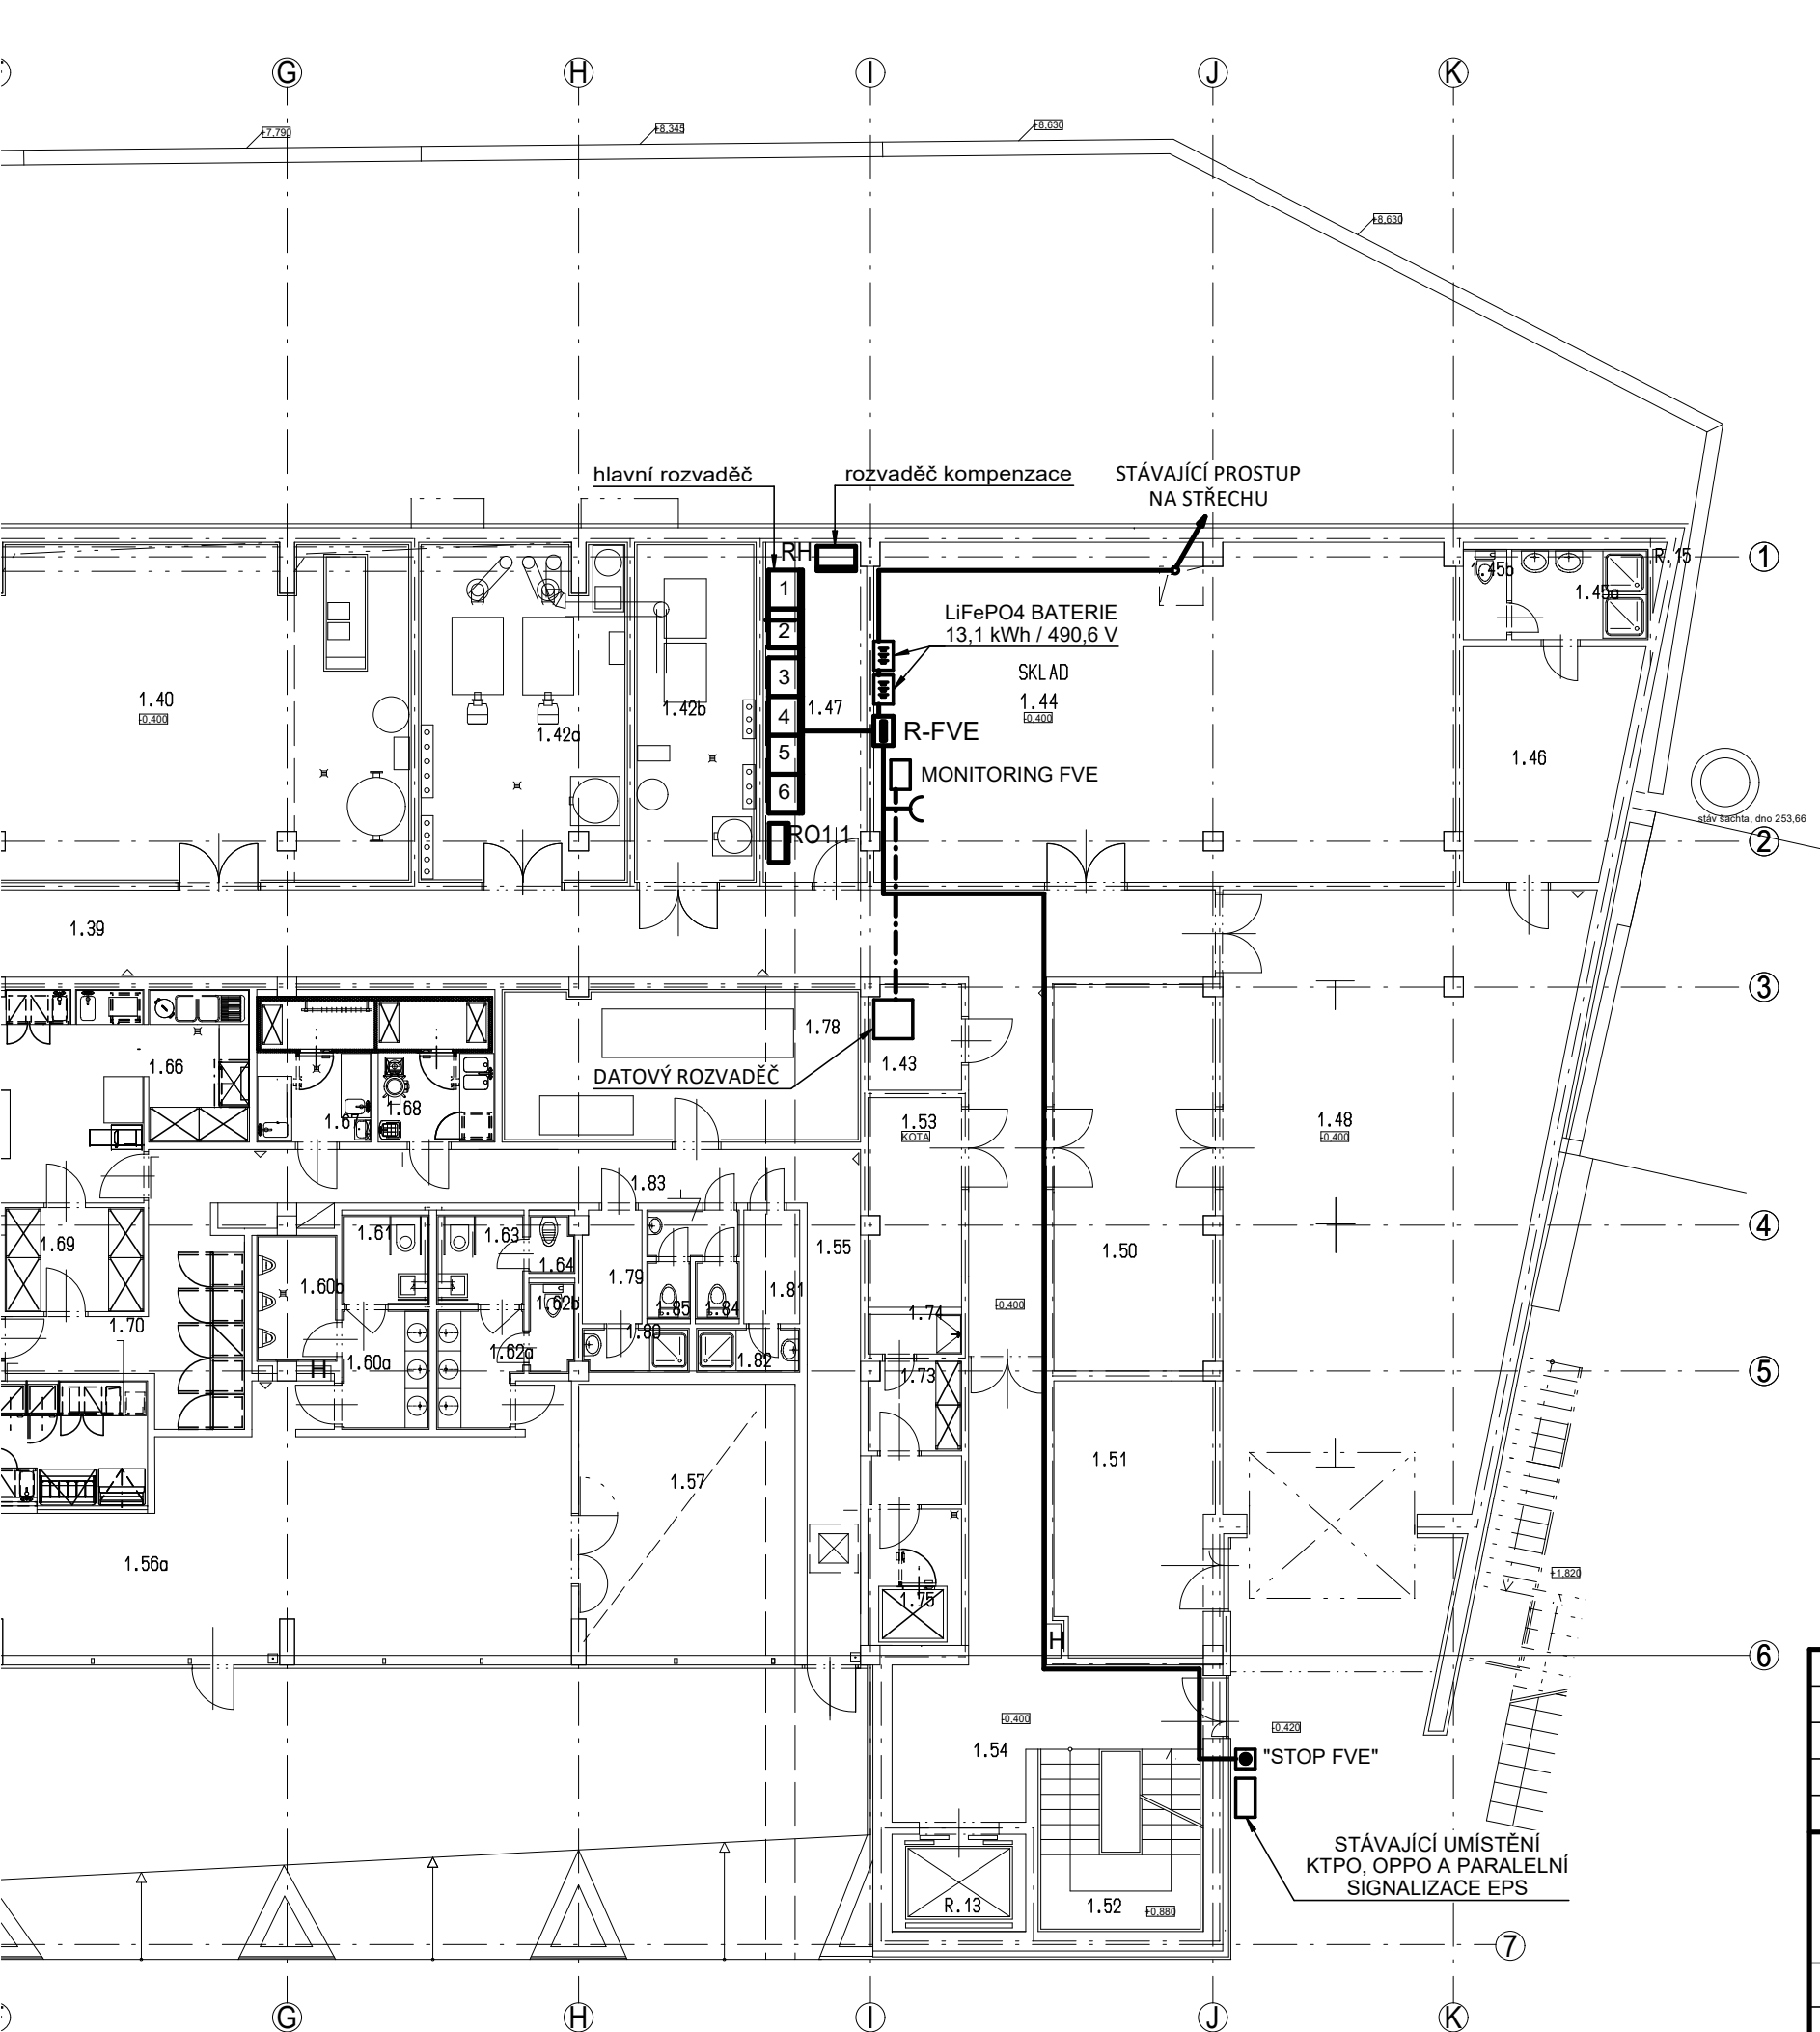 G
H
I
J
K
+7,790
+8,345
+8,630
+8,630
hlavní rozvaděč
rozvaděč kompenzace
STÁVAJÍCÍ PROSTUP
NA STŘECHU
RH
R.15
1
1.45b
1.45a
1
2
3
4
5
6
LiFePO4 BATERIE
13,1 kWh / 490,6 V
SKLAD
1.44
-0,400
1.40
-0,400
1.42a
1.42b
1.47
R-FVE
MONITORING FVE
1.46
RO1.1
stáv šachta, dno 253,66
2
1.39
3
1.78
1.43
DATOVÝ ROZVADĚČ
1.66
1.67
1.68
1.53
KOTA
1.48
-0,400
1.83
1.69
1.61
1.63
1.64
1.55
1.50
4
1.60b
1.62b
1.79
1.85
1.84
1.81
-0,400
1.74
1.70
1.80
1.82
1.60a
1.62a
H
1.73
5
1.57
1.51
1.56a
1.75
+1,820
H
6
-0,400
-0,420
1.54
"STOP FVE"
STÁVAJÍCÍ UMÍSTĚNÍ
KTPO, OPPO A PARALELNÍ
SIGNALIZACE EPS
R.13
1.52
+0,880
7
G
H
I
J
K